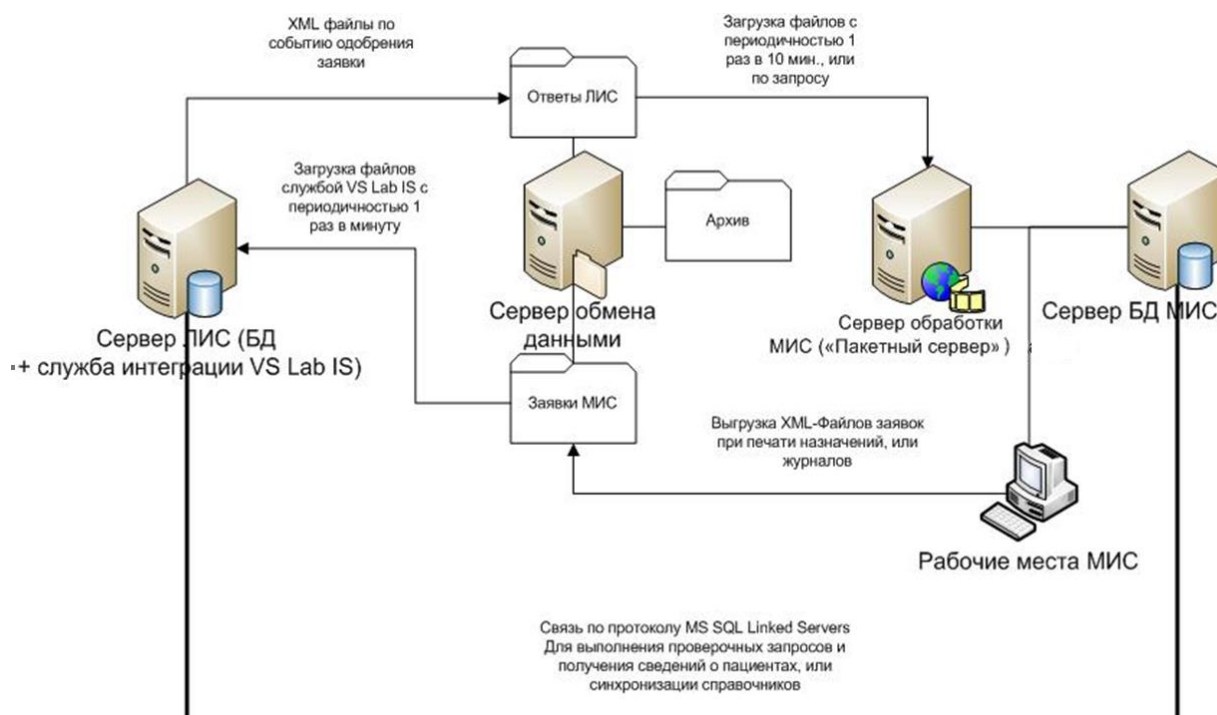 XML файлы по
событию одобрения
заявки
Загрузка файлов с
периодичностью 1
раз в 10 мин., или
по запросу
Ответы ЛИС
Загрузка файлов
службой VS Lab IS с
периодичностью 1
раз в минуту
Архив
Сервер ЛИС (БД
+ служба интеграции VS Lab IS)
Сервер обмена
данными
Сервер обработки
МИС («Пакетный сервер» )
Сервер БД МИС
Заявки МИС
Выгрузка XML-Файлов заявок
при печати назначений, или
журналов
Рабочие места МИС
Связь по протоколу MS SQL Linked Servers
Для выполнения проверочных запросов и
получения сведений о пациентах, или
синхронизации справочников